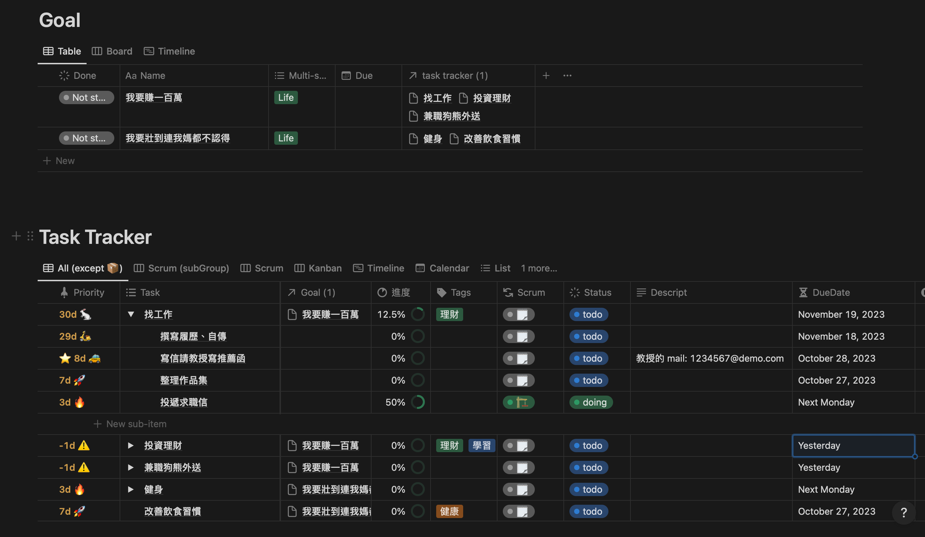 Goal
Table Board Timeline
Done Aa Name Multi-s... Due task tracker (1)
Not st... 我要賺一百萬 Life 找工作 投資理財
兼職狗熊外送
Not st... 我要壯到連我媽都不認得 Life 健身 改善飲食習慣
New
Task Tracker
All (except 📦) Scrum (subGroup) Scrum Kanban Timeline Calendar List 1 more...
Priority Task Goal (1) 進度 Tags Scrum Status Descript DueDate
30d 🐇 找工作 我要賺一百萬 12.5% 理財 todo November 19, 2023
29d 🛵 撰寫履歷、自傳 0% todo November 18, 2023
⭐ 8d 🚕 寫信請教授寫推薦函 0% todo 教授的 mail: 1234567@demo.com October 28, 2023
7d 🚀 整理作品集 0% todo October 27, 2023
3d 🔥 投遞求職信 50% 🏗️ doing Next Monday
New sub-item
-1d ⚠️ 投資理財 我要賺一百萬 0% 理財 學習 todo Yesterday
-1d ⚠️ 兼職狗熊外送 我要賺一百萬 0% todo Yesterday
3d 🔥 健身 我要壯到連我媽 0% todo Next Monday
7d 🚀 改善飲食習慣 我要壯到連我媽 0% 健康 todo October 27, 2023
?